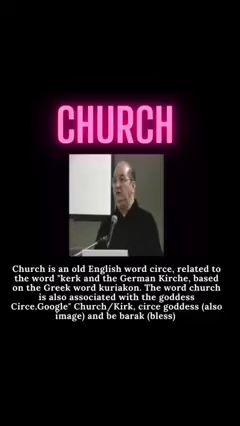 CHURCH
Church is an old English word circe, related to
the word "kerk and the German Kirche, based
on the Greek word kuriakon. The word church
is also associated with the goddess
Circe.Google" Church/Kirk, circe goddess (also
image) and be barak (bless)